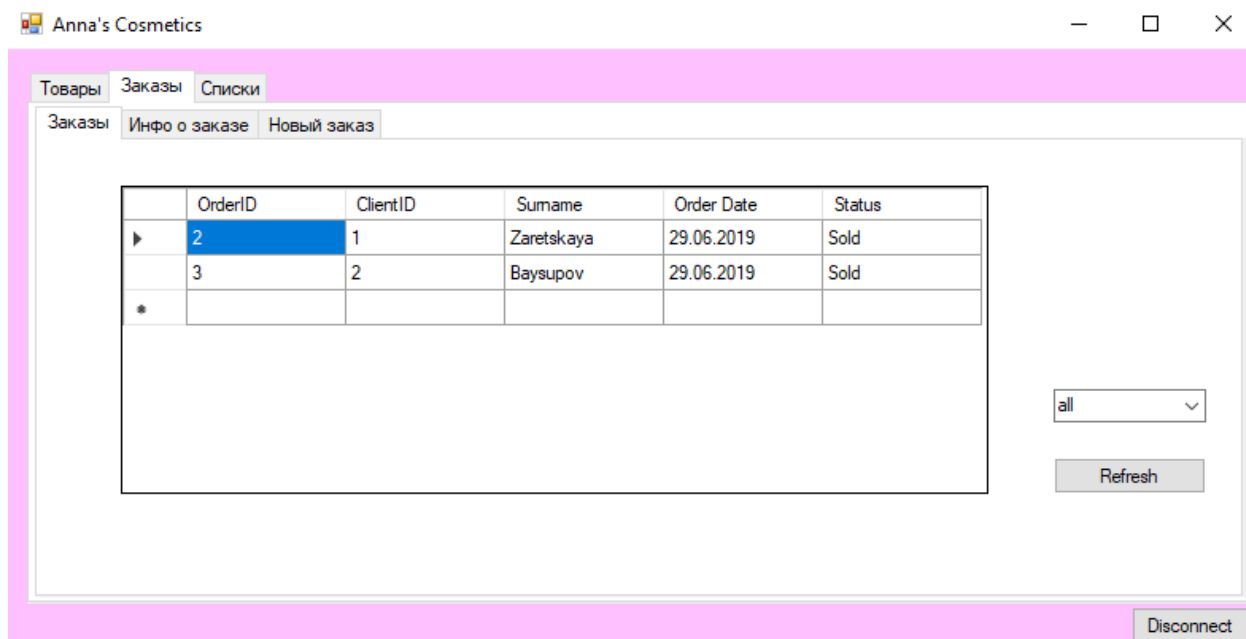 Anna's Cosmetics
Товары Заказы Списки
Заказы Инфо о заказе Новый заказ
OrderID ClientID Surname Order Date Status
2 1 Zaretskaya 29.06.2019 Sold
3 2 Baysupov 29.06.2019 Sold
all
Refresh
Disconnect